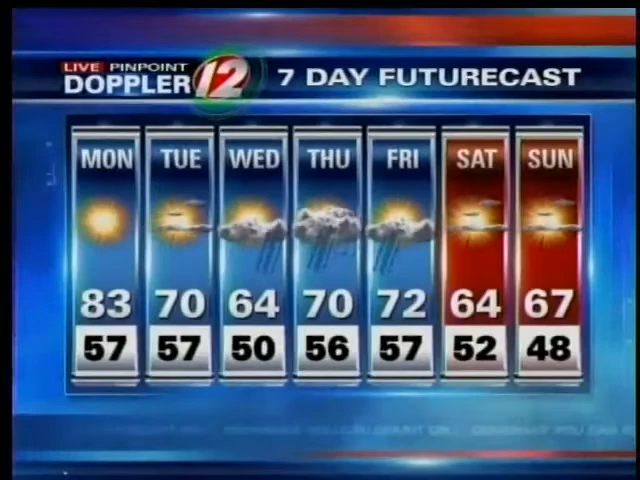 LIVE PINPOINT
DOPPLER 12
7 DAY FUTURECAST
MON TUE WED THU FRI SAT SUN
83 70 64 70 72 64 67
57 57 50 56 57 52 48